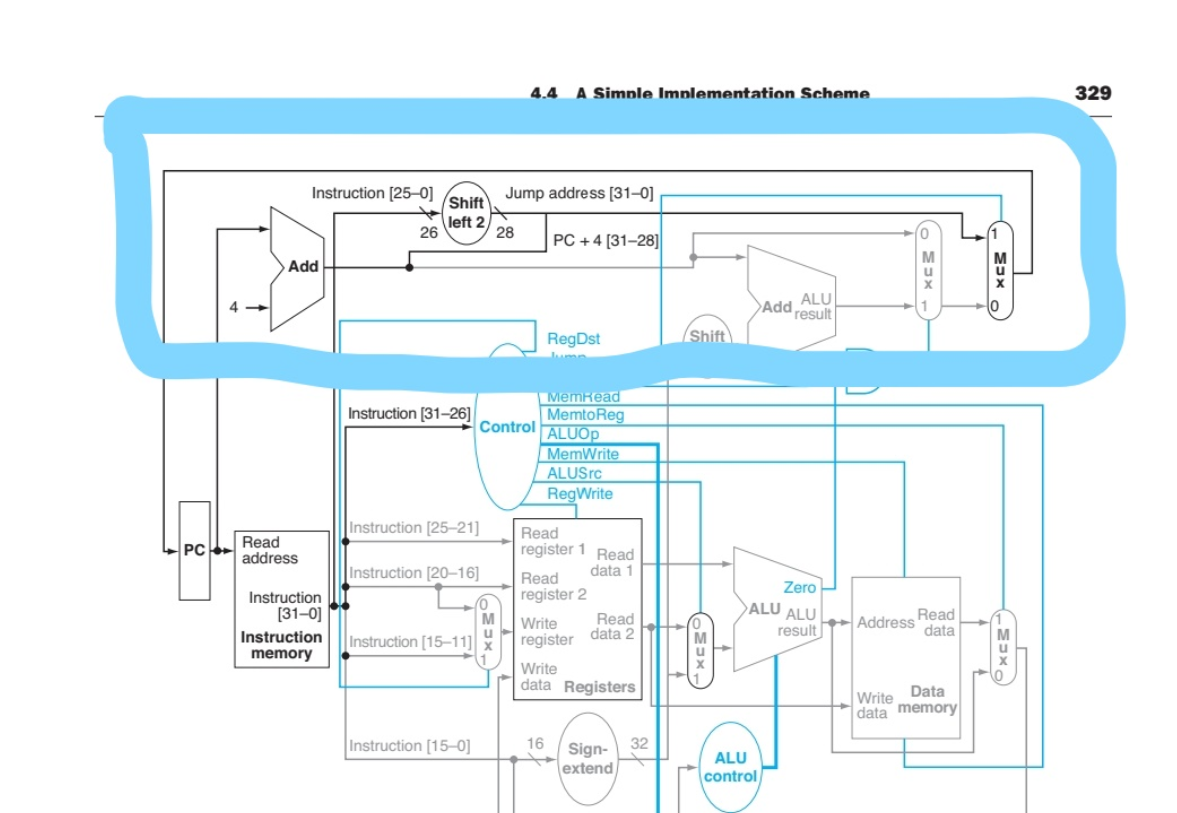 4.4 A Simple Implementation Scheme 329
Instruction [25–0]
Shift
left 2
Jump address [31–0]
26
28
PC + 4 [31–28]
Add
4
0
M
u
x
1
1
M
u
x
0
Add
ALU
result
Shift
RegDst
Jump
MemRead
MemtoReg
ALUOp
MemWrite
ALUSrc
RegWrite
Instruction [31–26]
Control
PC
Read
address
Instruction
[31–0]
Instruction
memory
Instruction [25–21]
Instruction [20–16]
Instruction [15–11]
0
M
u
x
1
Read
register 1
Read
data 1
Read
register 2
Write
register
Read
data 2
Write
data
Registers
0
M
u
x
1
Zero
ALU
ALU
result
Address
Read
data
Write
data
Data
memory
1
M
u
x
0
Instruction [15–0]
16
Sign-
extend
32
ALU
control